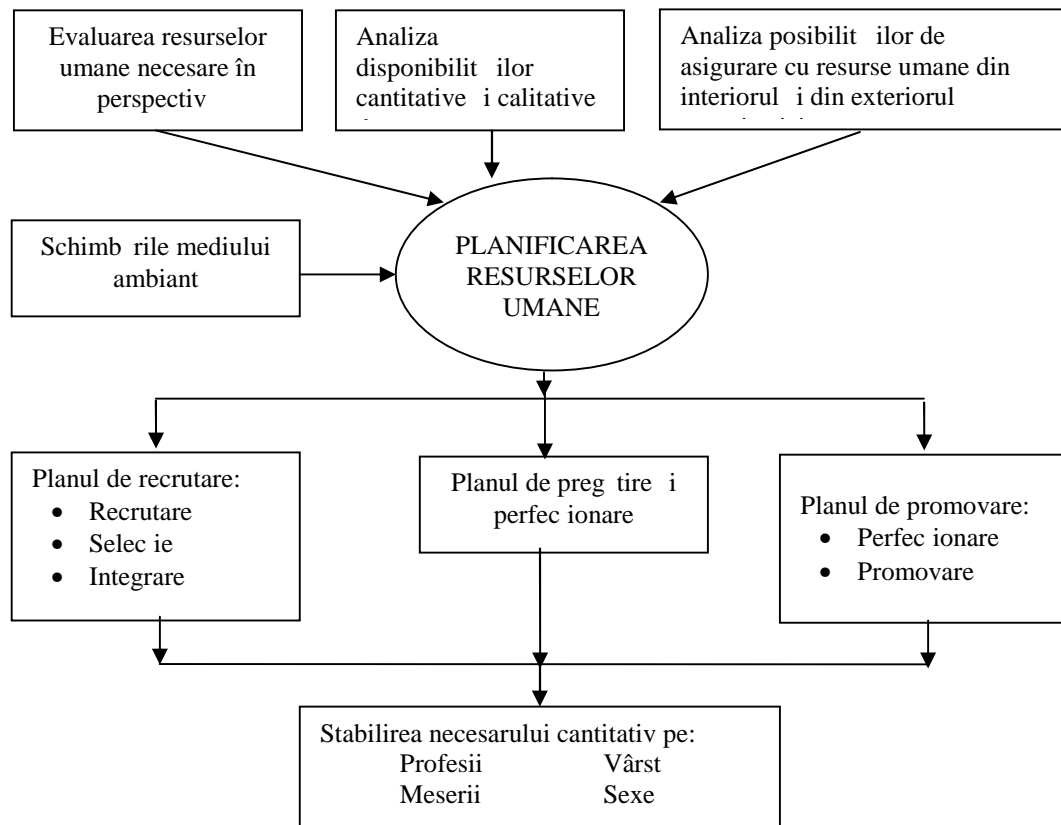 Evaluarea resurselor
umane necesare în
perspectiv
Analiza
disponibilit ilor
cantitative i calitative
Analiza posibilit ilor de
asigurare cu resurse umane din
interiorul i din exteriorul
Schimb rile mediului
ambiant
PLANIFICAREA
RESURSELOR
UMANE
Planul de recrutare:
• Recrutare
• Selec ie
• Integrare
Planul de preg tire i
perfec ionare
Planul de promovare:
• Perfec ionare
• Promovare
Stabilirea necesarului cantitativ pe:
Profesii Vârst
Meserii Sexe